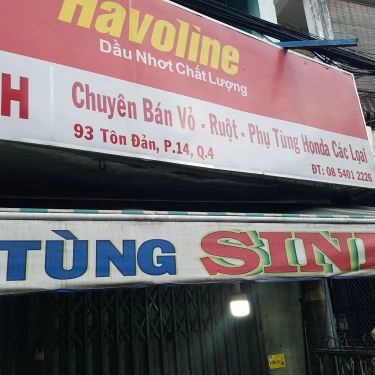 Havoline
Dầu Nhớt Chất Lượng
H
Chuyên Bán Vỏ - Ruột - Phụ Tùng Honda Các Loại
93 Tôn Đản, P.14, Q.4
ĐT: 08 5401 2226
TÙNG SINH